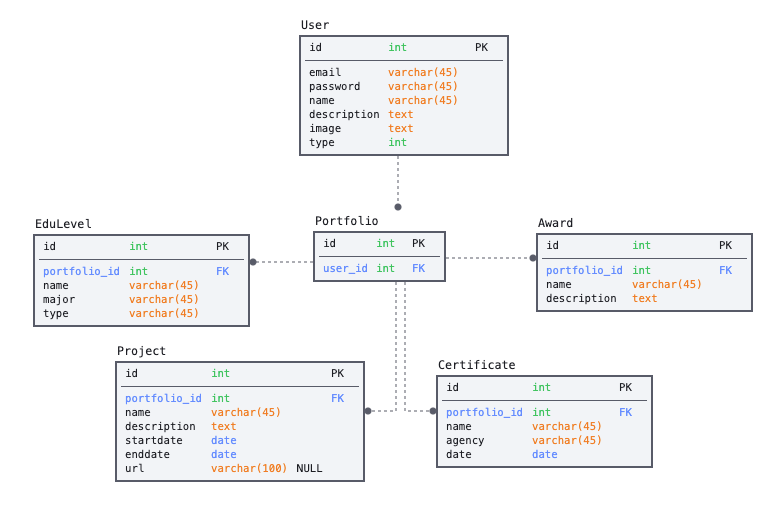 User
id int PK
email varchar(45)
password varchar(45)
name varchar(45)
description text
image text
type int
EduLevel
id int PK
portfolio_id int FK
name varchar(45)
major varchar(45)
type varchar(45)
Portfolio
id int PK
user_id int FK
Award
id int PK
portfolio_id int FK
name varchar(45)
description text
Project
id int PK
portfolio_id int FK
name varchar(45)
description text
startdate date
enddate date
url varchar(100) NULL
Certificate
id int PK
portfolio_id int FK
name varchar(45)
agency varchar(45)
date date